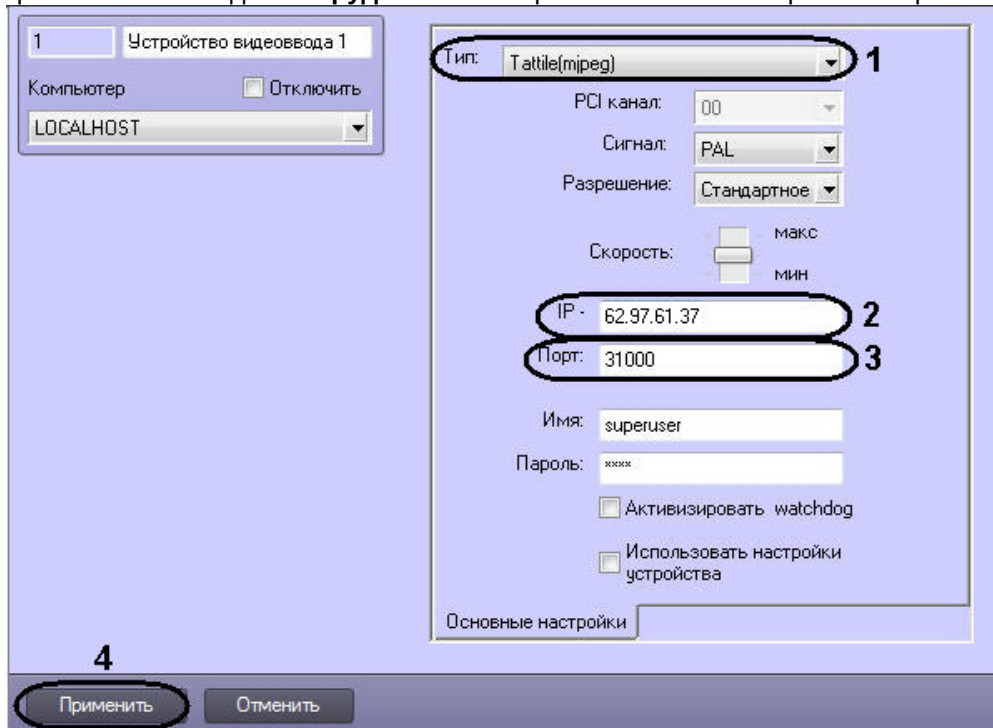 1 Устройство видеоввода 1
Компьютер Отключить
LOCALHOST
Тип: Tattile(mjpeg) 1
PCI канал: 00
Сигнал: PAL
Разрешение: Стандартное
Скорость: макс
мин
IP - 62.97.61.37 2
Порт: 31000 3
Имя: superuser
Пароль: ××××
Активизировать watchdog
Использовать настройки
устройства
Основные настройки
4
Применить Отменить